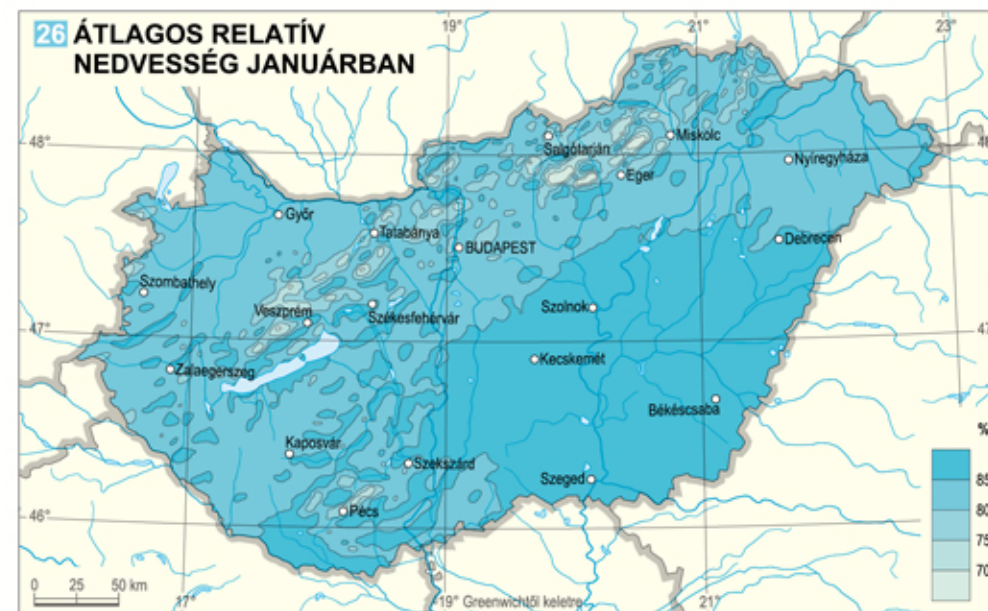 26 ÁTLAGOS RELATÍV
NEDVESSÉG JANUÁRBAN
19°
21°
23°
48°
Salgótarján
Miskolc
Eger
Nyíregyháza
Győr
Tatabánya
BUDAPEST
Debrecen
Szombathely
Veszprém
Székesfehérvár
Szolnok
47°
Zalaegerszeg
Kecskemét
Békéscsaba
Kaposvár
Szekszárd
Szeged
%
85
80
75
70
Pécs
46°
0 25 50 km
17°
19° Greenwichtől keletre
21°